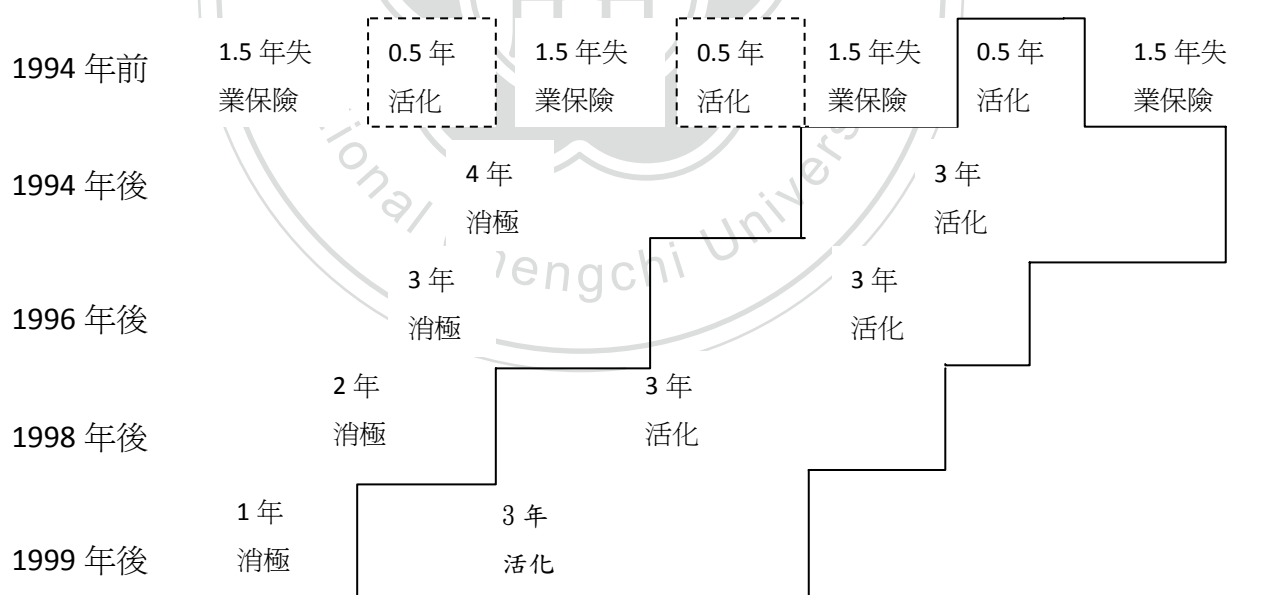 1994 年前
1.5 年失
業保險
0.5 年
活化
1.5 年失
業保險
0.5 年
活化
1.5 年失
業保險
0.5 年
活化
1.5 年失
業保險
1994 年後
4 年
消極
3 年
活化
1996 年後
3 年
消極
3 年
活化
1998 年後
2 年
消極
3 年
活化
1999 年後
1 年
消極
3 年
活化
ional
hengchi
Univers